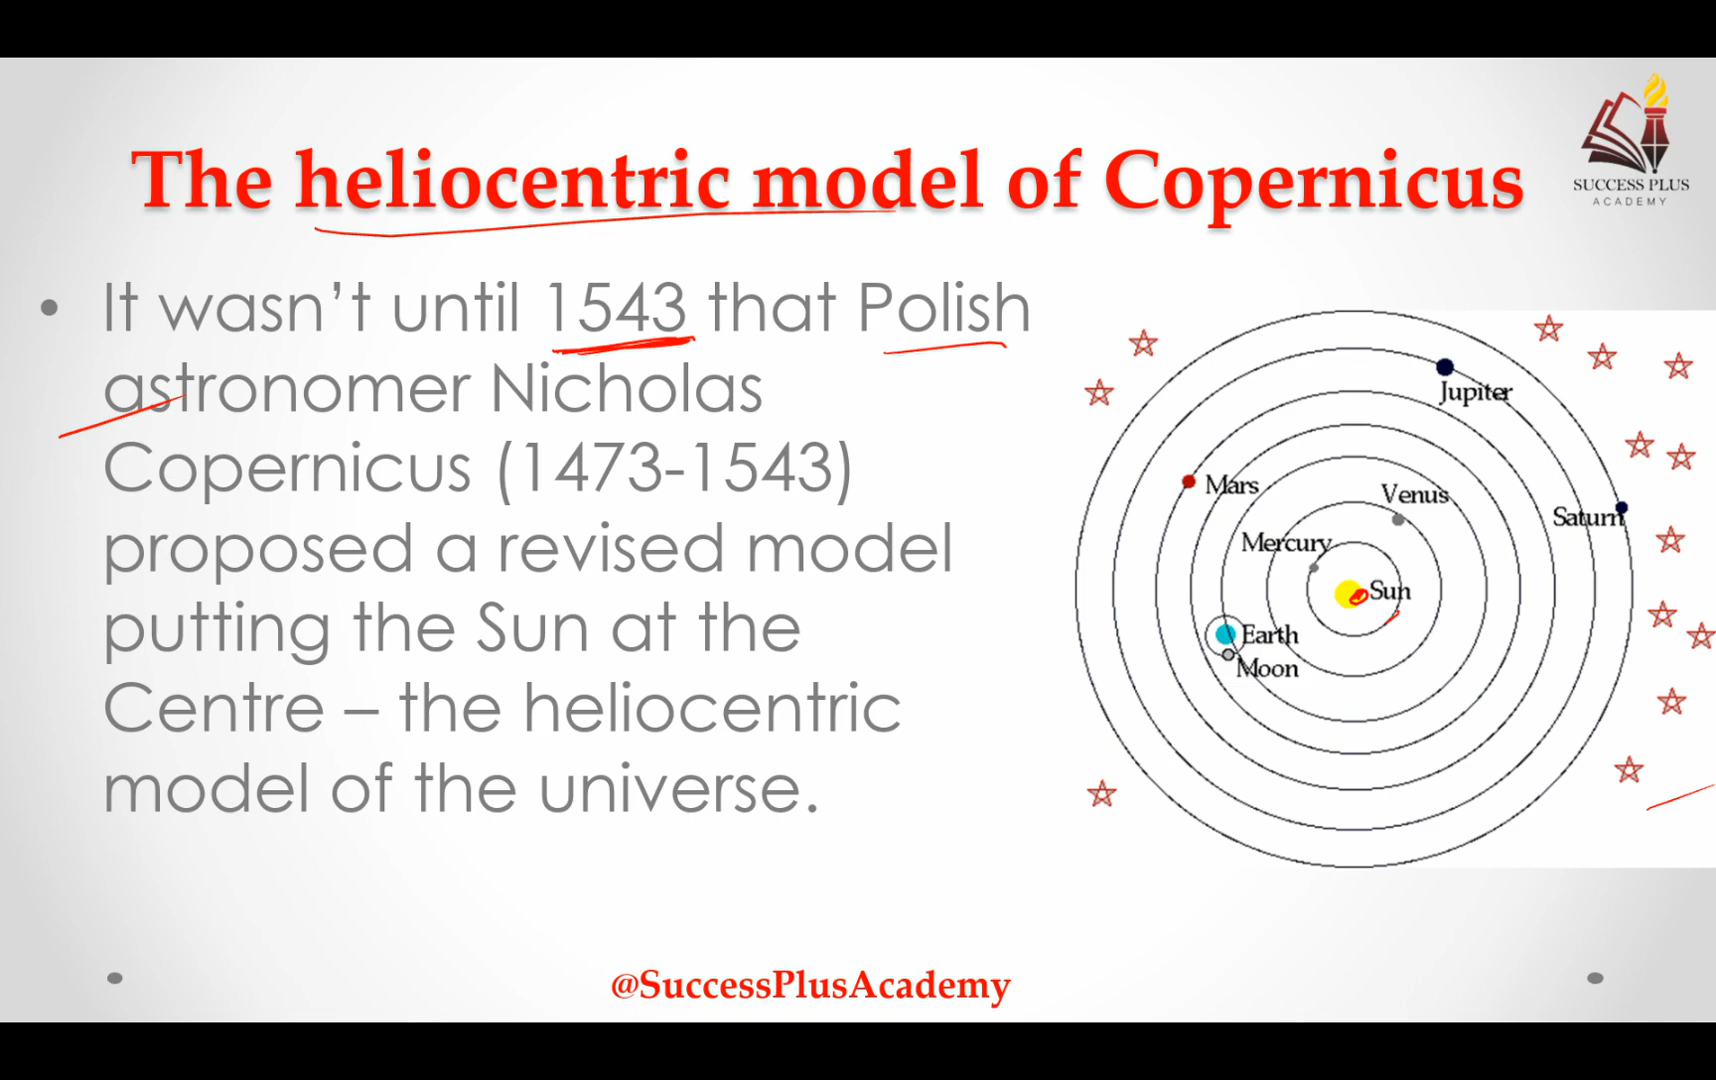 SUCCESS PLUS
ACADEMY
The heliocentric model of Copernicus
• It wasn’t until 1543 that Polish
astronomer Nicholas
Copernicus (1473-1543)
proposed a revised model
putting the Sun at the
Centre – the heliocentric
model of the universe.
Jupiter
Mars
Venus
Saturn
Mercury
Sun
Earth
Moon
@SuccessPlusAcademy